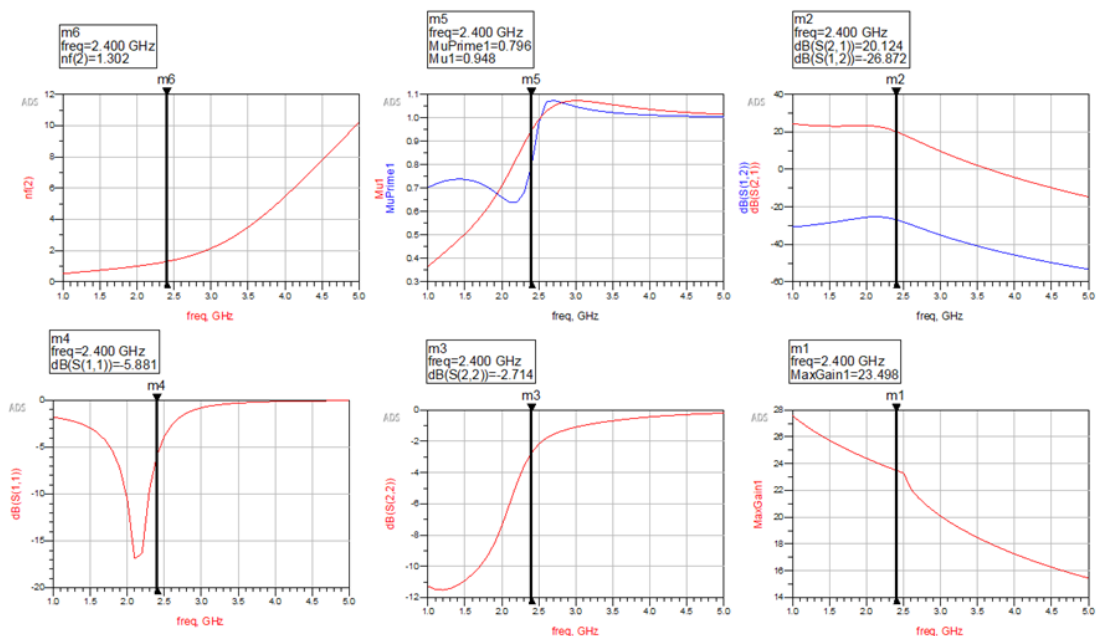 m6
freq=2.400 GHz
nf(2)=1.302
m6
ADS
12
10
8
6
4
2
0
nf(2)
1.0 1.5 2.0 2.5 3.0 3.5 4.0 4.5 5.0
freq, GHz
m5
freq=2.400 GHz
MuPrime1=0.796
Mu1=0.948
m5
ADS
1.1
1.0
0.9
0.8
0.7
0.6
0.5
0.4
0.3
Mu1
MuPrime1
1.0 1.5 2.0 2.5 3.0 3.5 4.0 4.5 5.0
freq, GHz
m2
freq=2.400 GHz
dB(S(2,1))=20.124
dB(S(1,2))=-26.872
m2
ADS
40
20
0
-20
-40
-60
dB(S(1,2))
dB(S(2,1))
1.0 1.5 2.0 2.5 3.0 3.5 4.0 4.5 5.0
freq, GHz
m4
freq=2.400 GHz
dB(S(1,1))=-5.881
m4
ADS
0
-5
-10
-15
-20
dB(S(1,1))
1.0 1.5 2.0 2.5 3.0 3.5 4.0 4.5 5.0
freq, GHz
m3
freq=2.400 GHz
dB(S(2,2))=-2.714
m3
ADS
0
-2
-4
-6
-8
-10
-12
dB(S(2,2))
1.0 1.5 2.0 2.5 3.0 3.5 4.0 4.5 5.0
freq, GHz
m1
freq=2.400 GHz
MaxGain1=23.498
m1
ADS
28
26
24
22
20
18
16
14
MaxGain1
1.0 1.5 2.0 2.5 3.0 3.5 4.0 4.5 5.0
freq, GHz